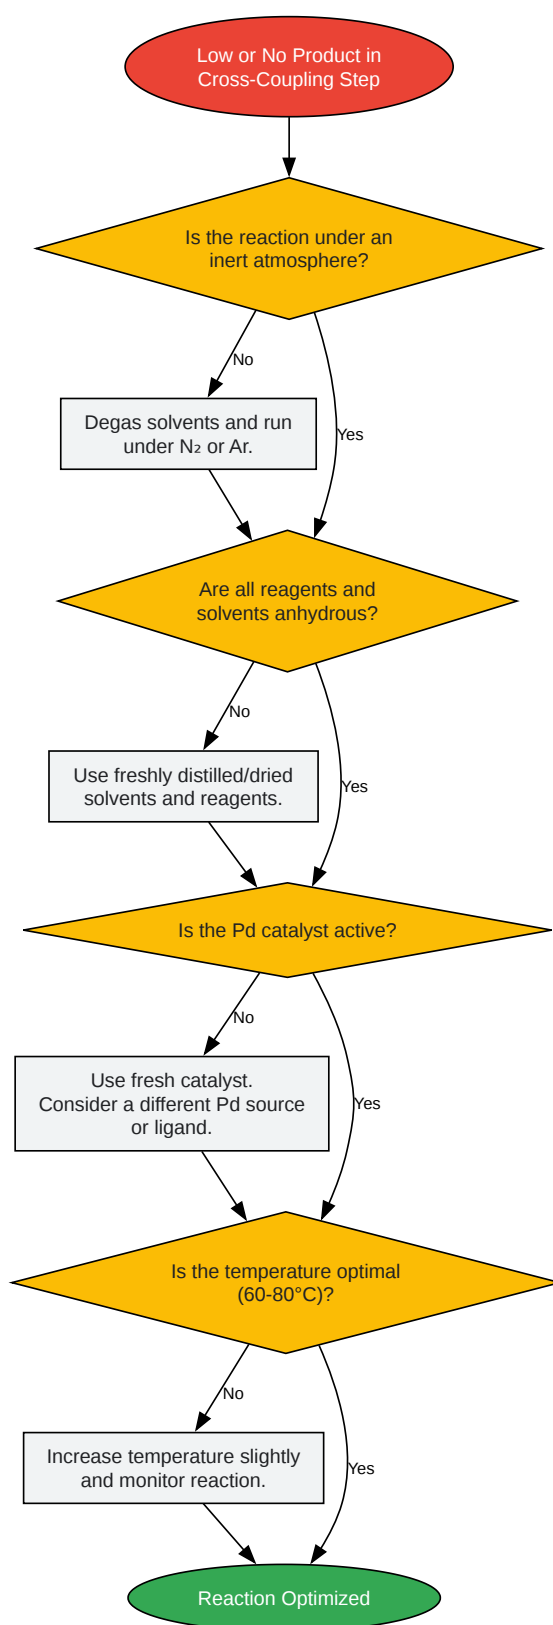 Low or No Product in
Cross-Coupling Step
Is the reaction under an
inert atmosphere?
No
Degas solvents and run
under N₂ or Ar.
Yes
Are all reagents and
solvents anhydrous?
No
Use freshly distilled/dried
solvents and reagents.
Yes
Is the Pd catalyst active?
No
Use fresh catalyst.
Consider a different Pd source
or ligand.
Yes
Is the temperature optimal
(60-80°C)?
No
Increase temperature slightly
and monitor reaction.
Yes
Reaction Optimized